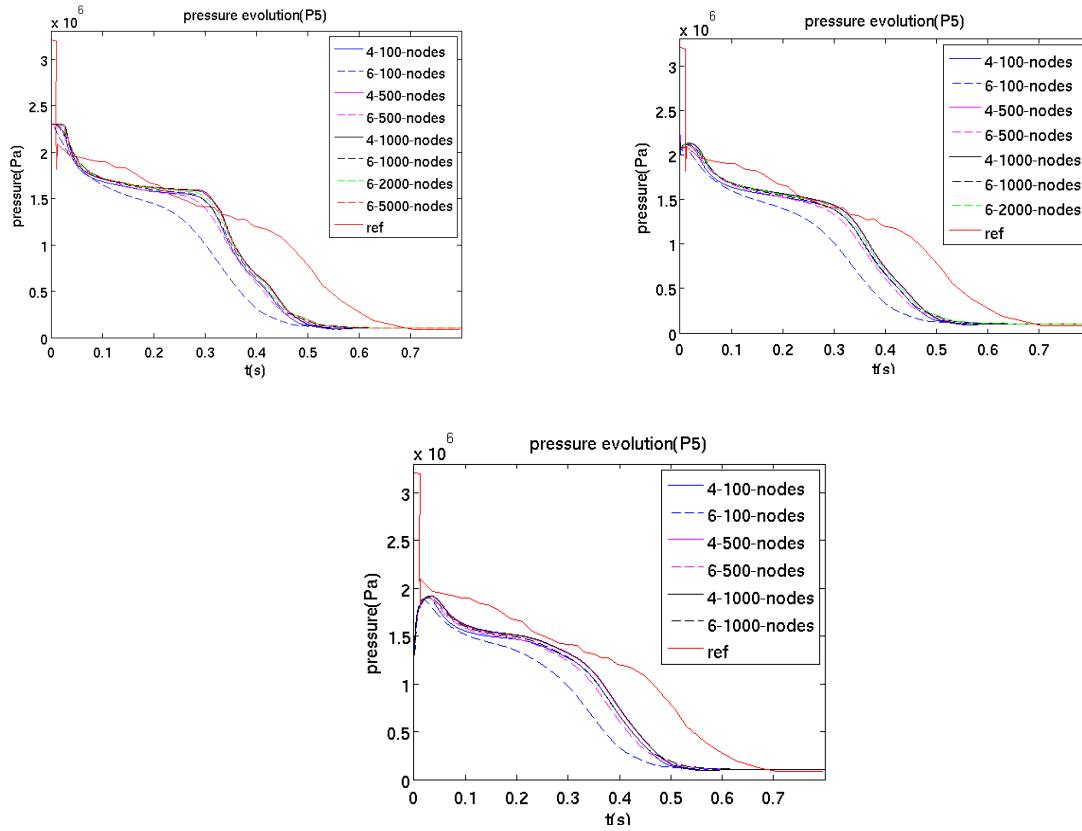 pressure evolution(P5)
x 10^6
pressure(Pa)
3
2.5
2
1.5
1
0.5
0
0 0.1 0.2 0.3 0.4 0.5 0.6 0.7
t(s)
4-100-nodes
6-100-nodes
4-500-nodes
6-500-nodes
4-1000-nodes
6-1000-nodes
6-2000-nodes
6-5000-nodes
ref
pressure evolution(P5)
x 10^6
pressure(Pa)
3
2.5
2
1.5
1
0.5
0
0 0.1 0.2 0.3 0.4 0.5 0.6 0.7
t(s)
4-100-nodes
6-100-nodes
4-500-nodes
6-500-nodes
4-1000-nodes
6-1000-nodes
6-2000-nodes
ref
pressure evolution(P5)
x 10^6
pressure(Pa)
3
2.5
2
1.5
1
0.5
0
0 0.1 0.2 0.3 0.4 0.5 0.6 0.7
t(s)
4-100-nodes
6-100-nodes
4-500-nodes
6-500-nodes
4-1000-nodes
6-1000-nodes
ref